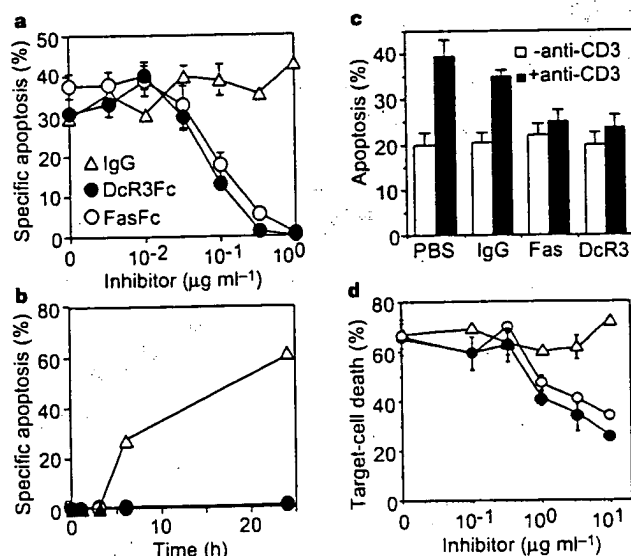 a
Specific apoptosis (%)
50
40
30
20
10
0
△ IgG
● DcR3Fc
○ FasFc
0 10⁻² 10⁻¹ 10⁰
Inhibitor (µg ml⁻¹)
b
Specific apoptosis (%)
80
60
40
20
0
0 10 20
Time (h)
c
Apoptosis (%)
40
30
20
10
0
□ -anti-CD3
■ +anti-CD3
PBS IgG Fas DcR3
d
Target-cell death (%)
80
60
40
20
0
0 10⁻¹ 10⁰ 10¹
Inhibitor (µg ml⁻¹)